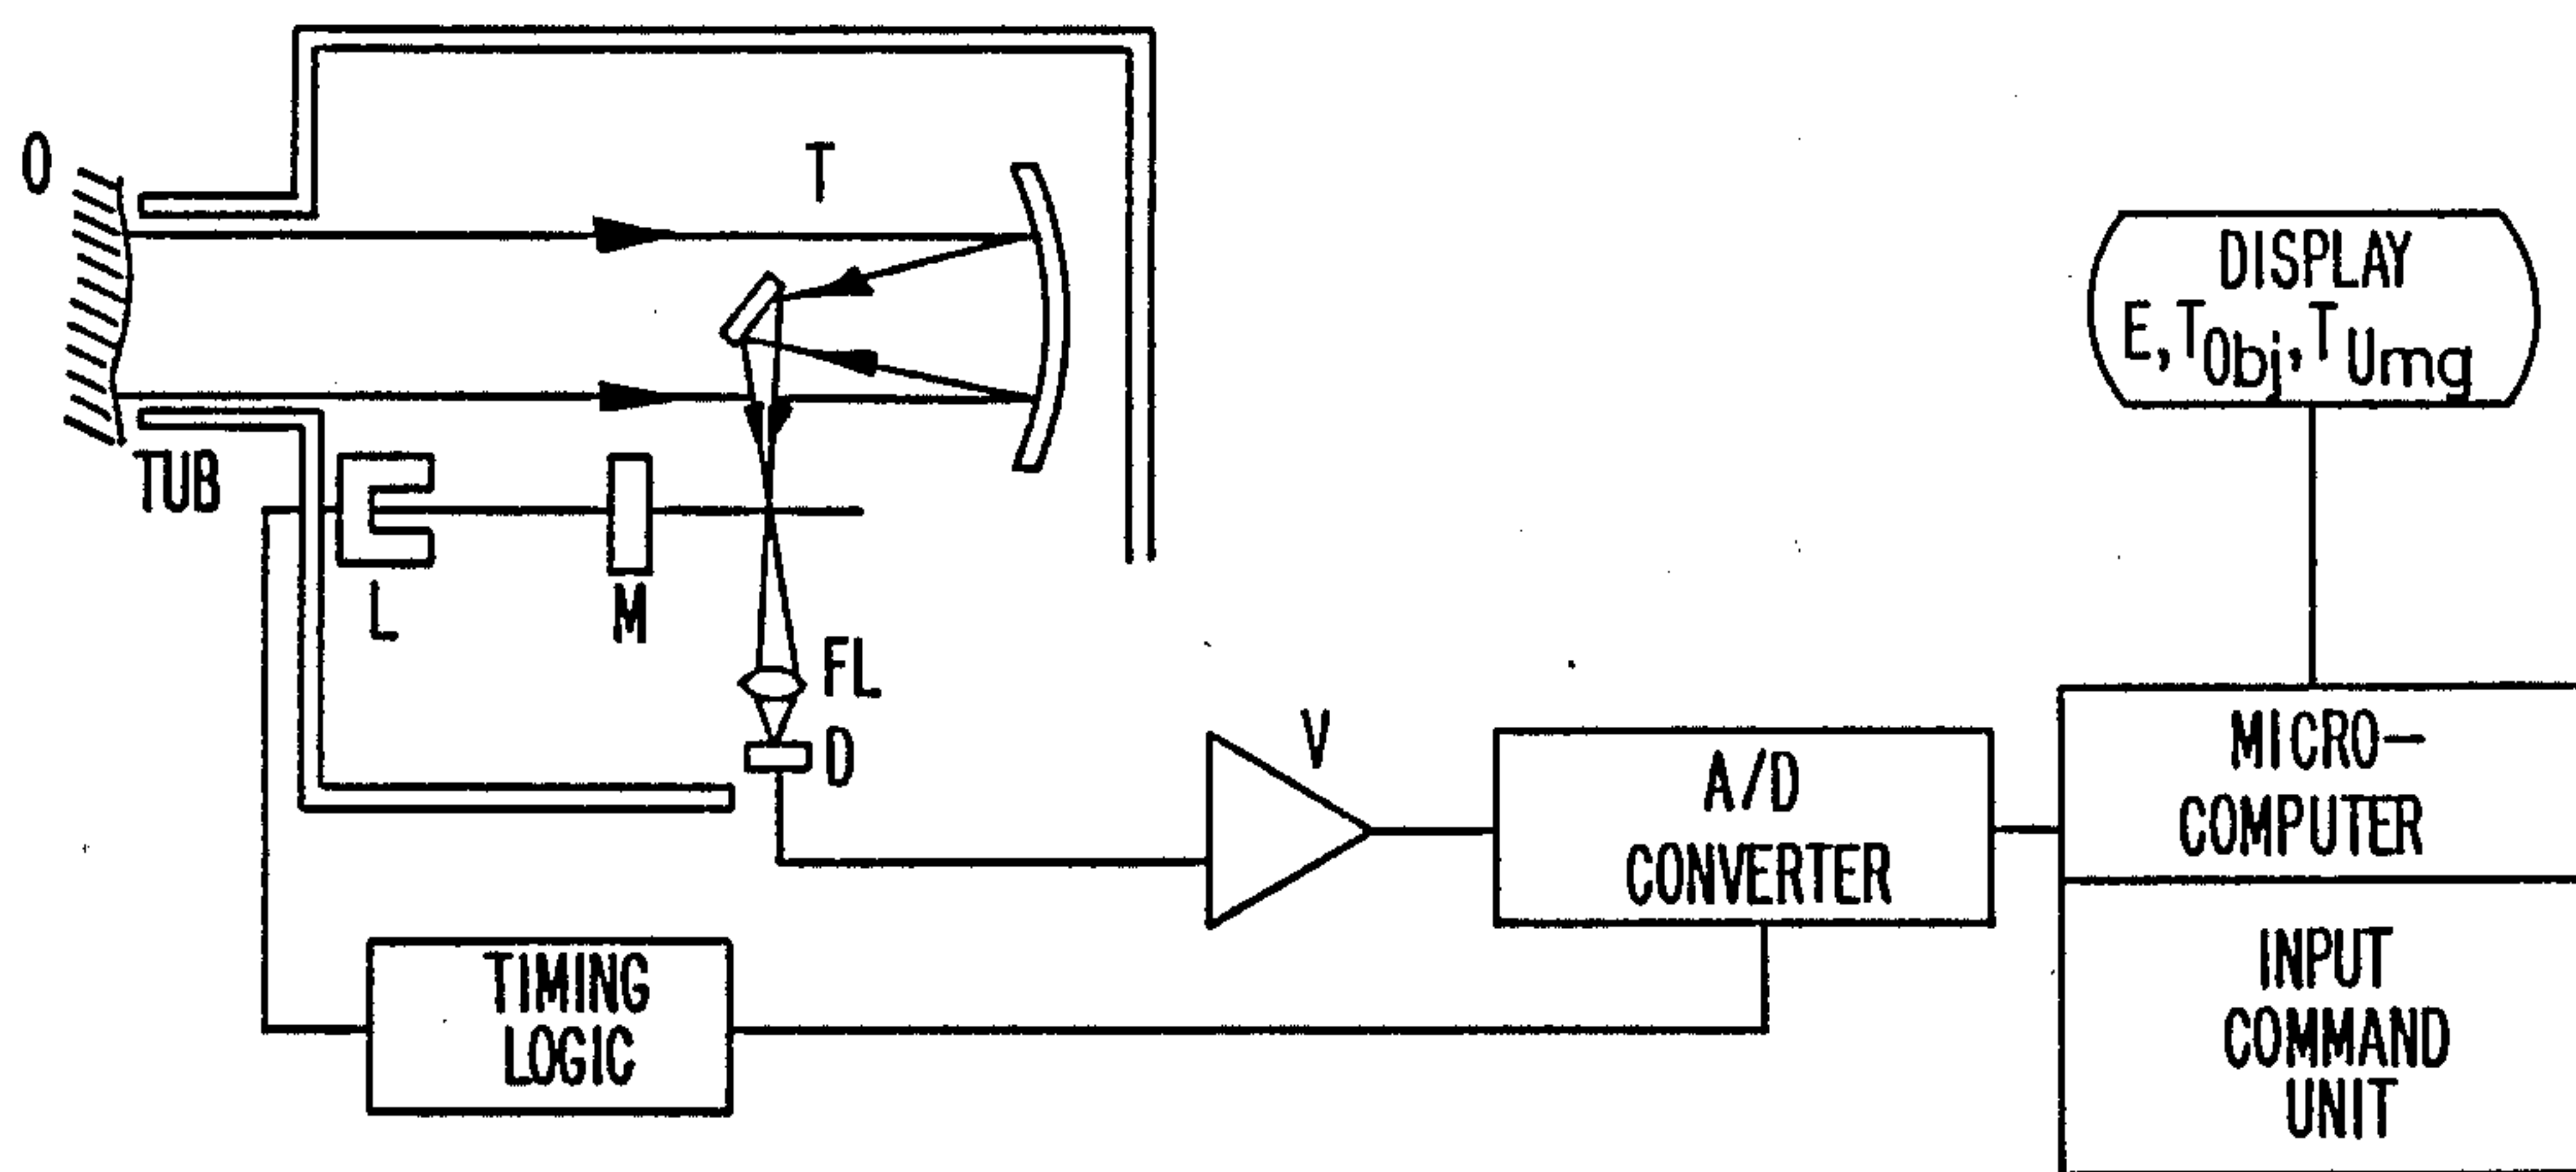 O
T
TUB
L
M
FL
D
V
A/D
CONVERTER
TIMING
LOGIC
DISPLAY
E, TObj, TUmg
MICRO-
COMPUTER
INPUT
COMMAND
UNIT